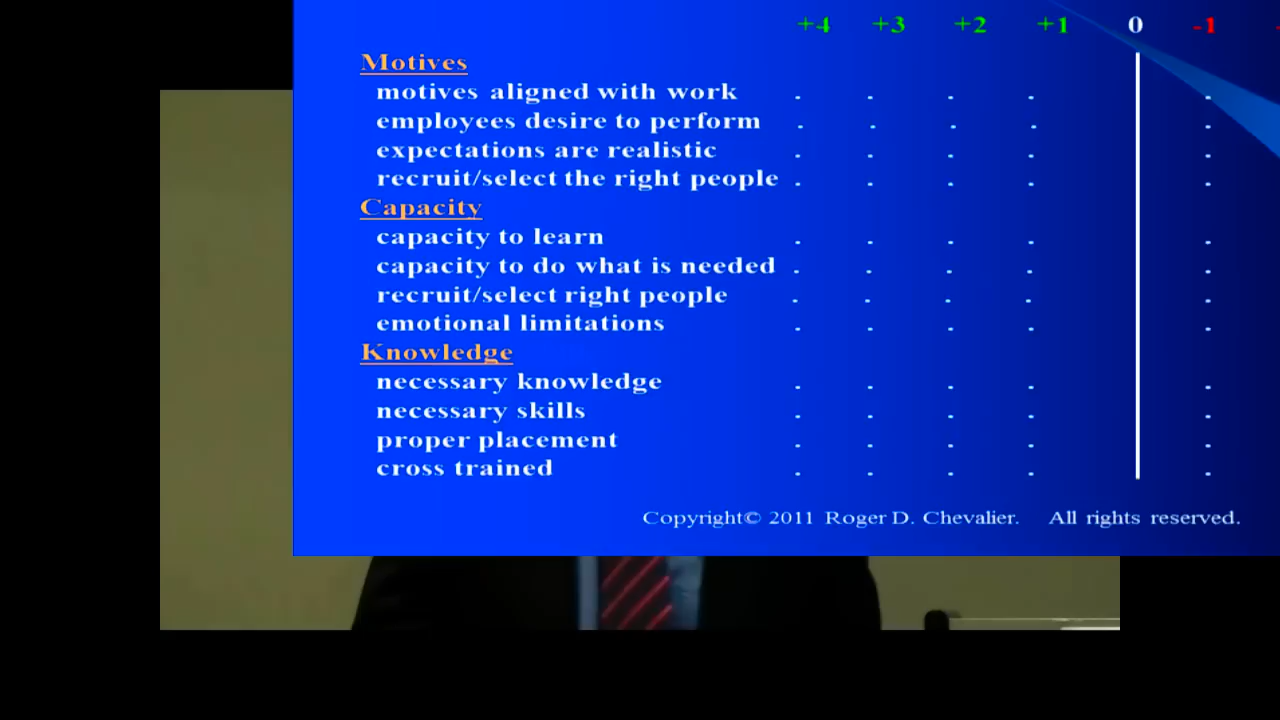 +4 +3 +2 +1 0 -1
Motives
motives aligned with work . . . . .
employees desire to perform . . . . .
expectations are realistic . . . . .
recruit/select the right people . . . . .
Capacity
capacity to learn . . . . .
capacity to do what is needed . . . . .
recruit/select right people . . . . .
emotional limitations . . . . .
Knowledge
necessary knowledge . . . . .
necessary skills . . . . .
proper placement . . . . .
cross trained . . . . .
Copyright© 2011 Roger D. Chevalier. All rights reserved.